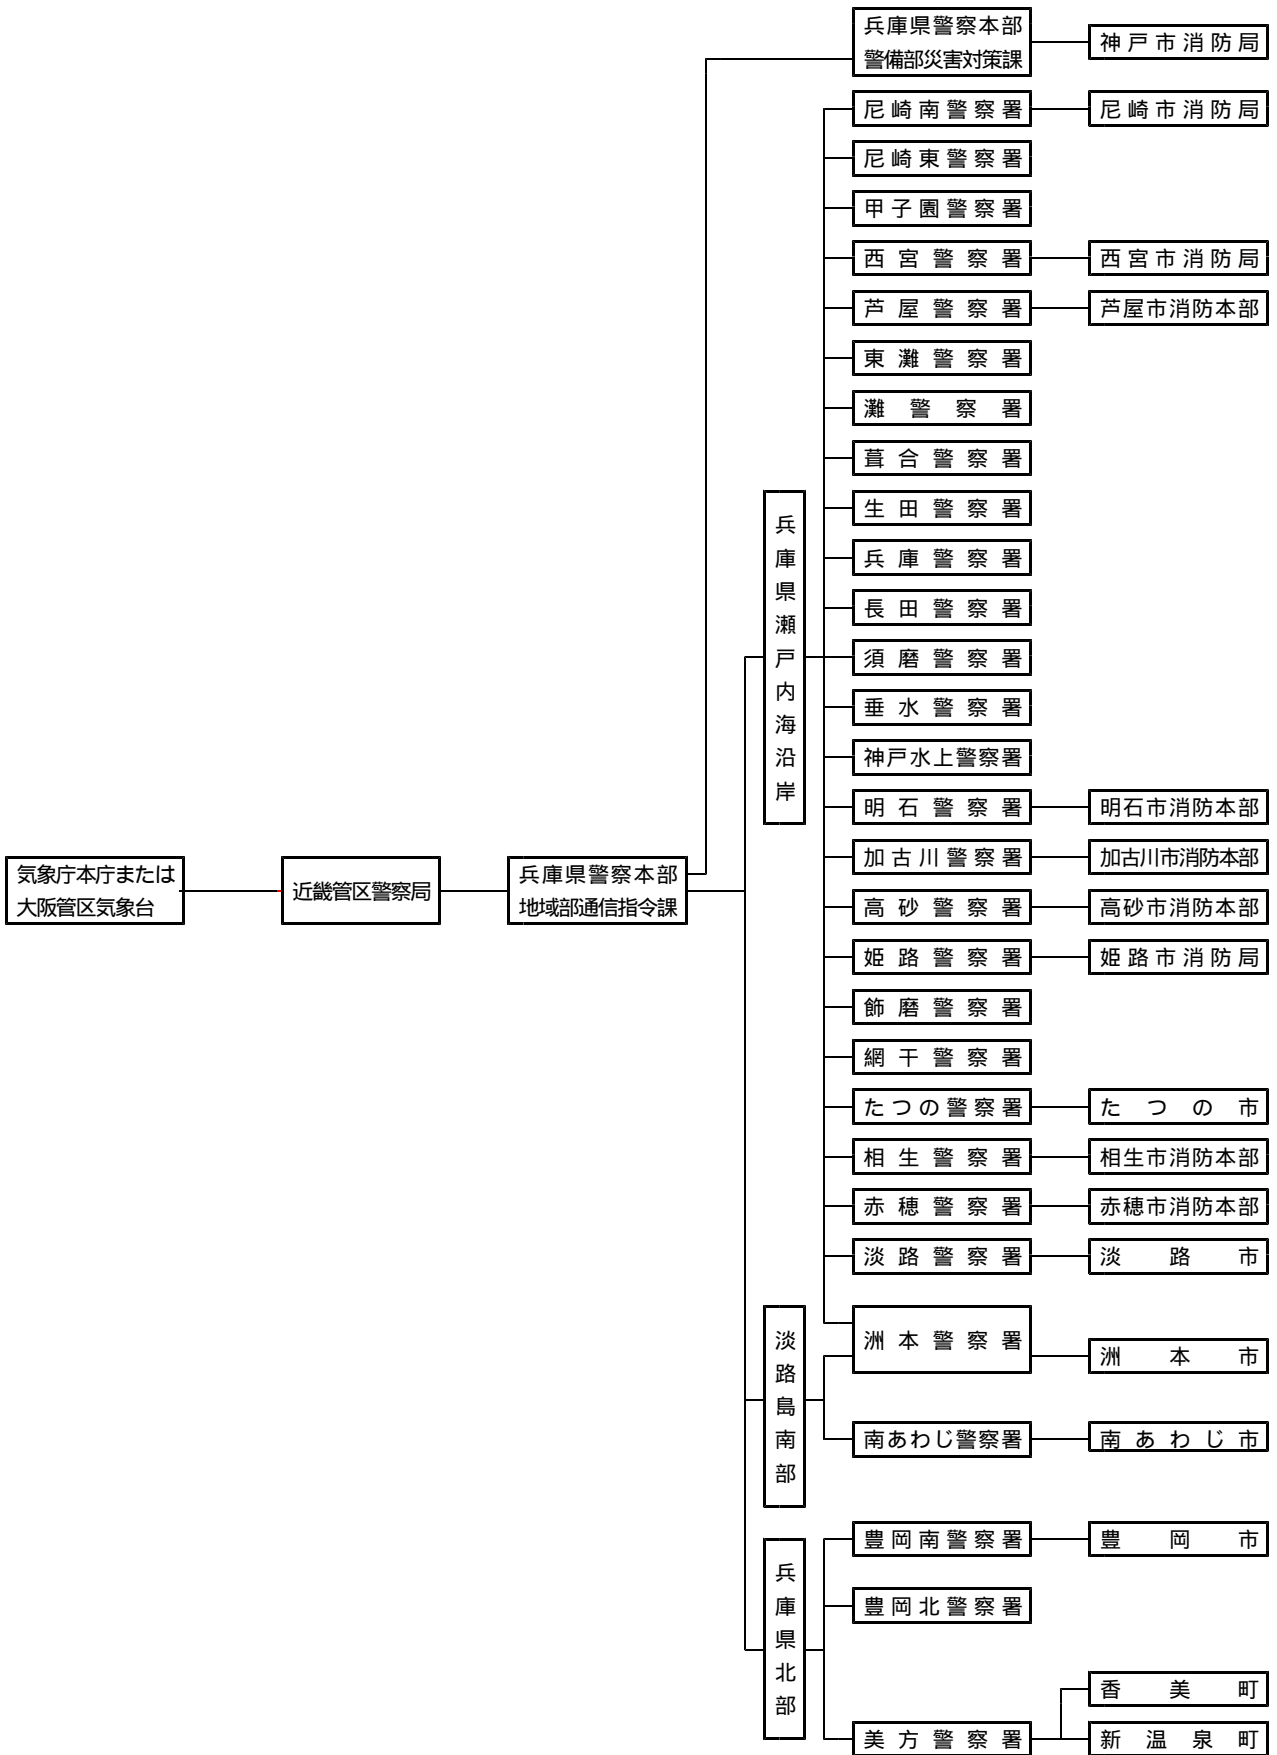 兵庫県警察本部
警備部災害対策課
神戸市消防局
尼崎南警察署
尼崎市消防局
尼崎東警察署
甲子園警察署
西宮警察署
西宮市消防局
芦屋警察署
芦屋市消防本部
東灘警察署
灘警察署
葺合警察署
生田警察署
兵庫警察署
長田警察署
兵庫県瀬戸内海沿岸
須磨警察署
垂水警察署
神戸水上警察署
明石警察署
明石市消防本部
気象庁本庁または
大阪管区気象台
近畿管区警察局
兵庫県警察本部
地域部通信指令課
加古川警察署
加古川市消防本部
高砂警察署
高砂市消防本部
姫路警察署
姫路市消防局
飾磨警察署
網干警察署
たつの警察署
たつの市
相生警察署
相生市消防本部
赤穂警察署
赤穂市消防本部
淡路警察署
淡路市
淡路島南部
洲本警察署
洲本市
南あわじ警察署
南あわじ市
兵庫県北部
豊岡南警察署
豊岡市
豊岡北警察署
香美町
美方警察署
新温泉町